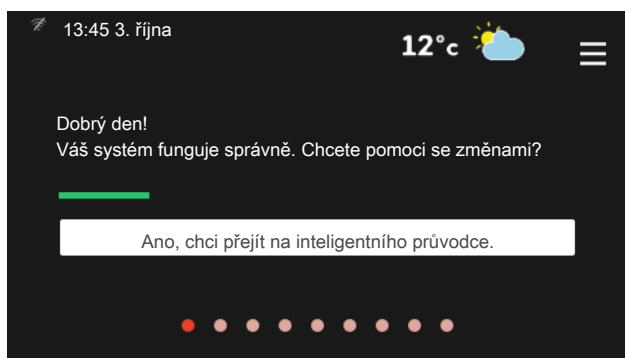 13:45 3. října
12°c
Dobrý den!
Váš systém funguje správně. Chcete pomoci se změnami?
Ano, chci přejít na inteligentního průvodce.